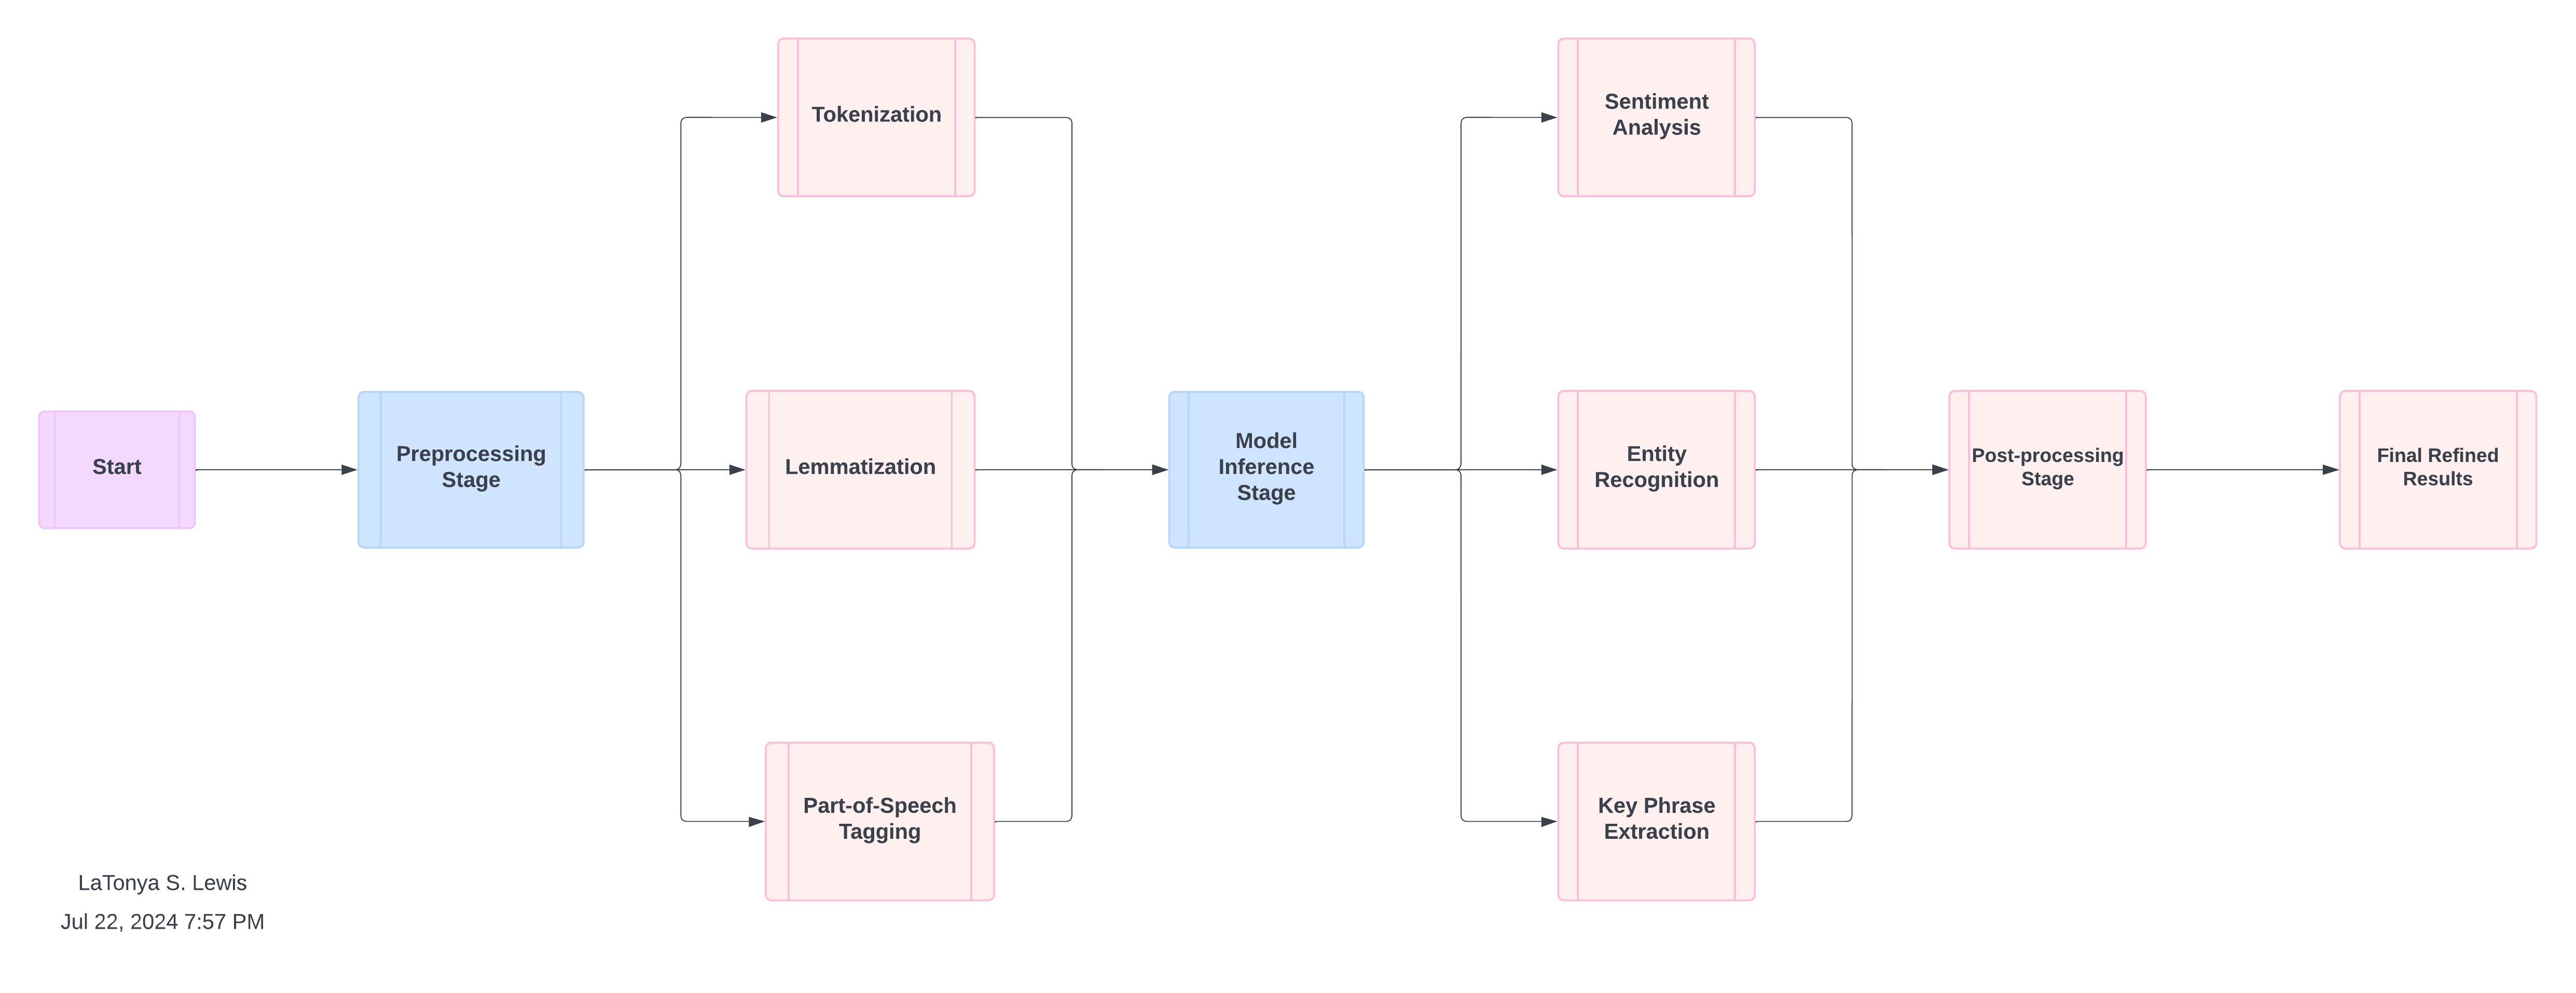 Start
Preprocessing
Stage
Tokenization
Lemmatization
Part-of-Speech
Tagging
Model
Inference
Stage
Sentiment
Analysis
Entity
Recognition
Key Phrase
Extraction
Post-processing
Stage
Final Refined
Results
LaTonya S. Lewis
Jul 22, 2024 7:57 PM